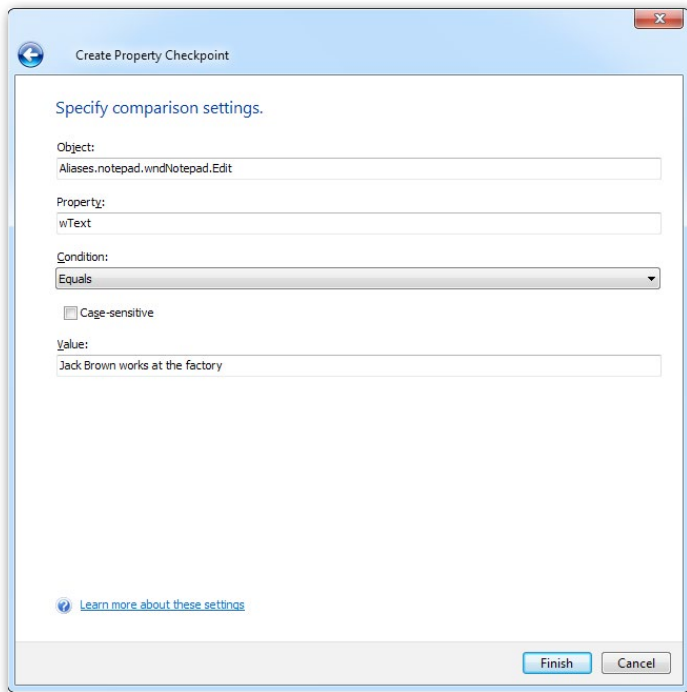 Create Property Checkpoint
Specify comparison settings.
Object:
Aliases.notepad.wndNotepad.Edit
Property:
wText
Condition:
Equals
Case-sensitive
Value:
Jack Brown works at the factory
Learn more about these settings
Finish
Cancel